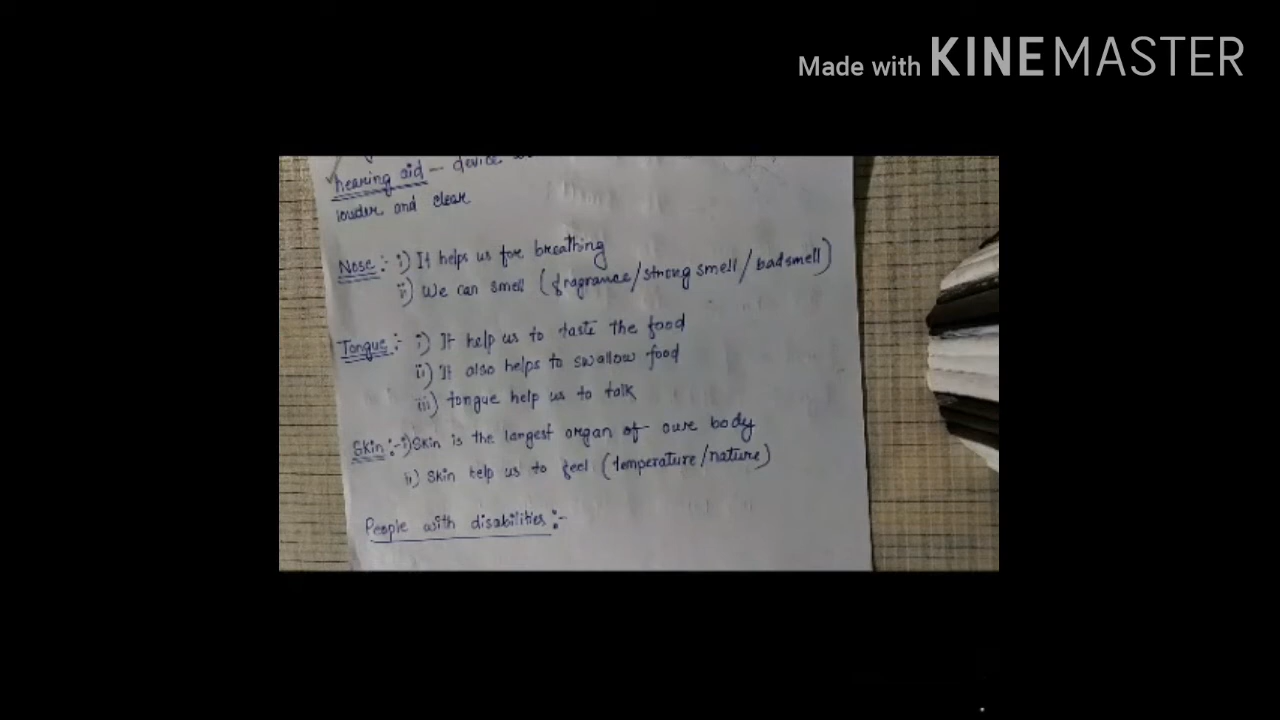 Made with KINEMASTER
hearing aid – device
louder and clear
Nose :- i) It helps us for breathing
ii) We can smell (fragrance/strong smell/badsmell)
Tongue :- i) It help us to taste the food
ii) It also helps to swallow food
iii) tongue help us to talk
Skin :- i) Skin is the largest organ of our body
ii) Skin help us to feel (temperature/nature)
People with disabilities :-